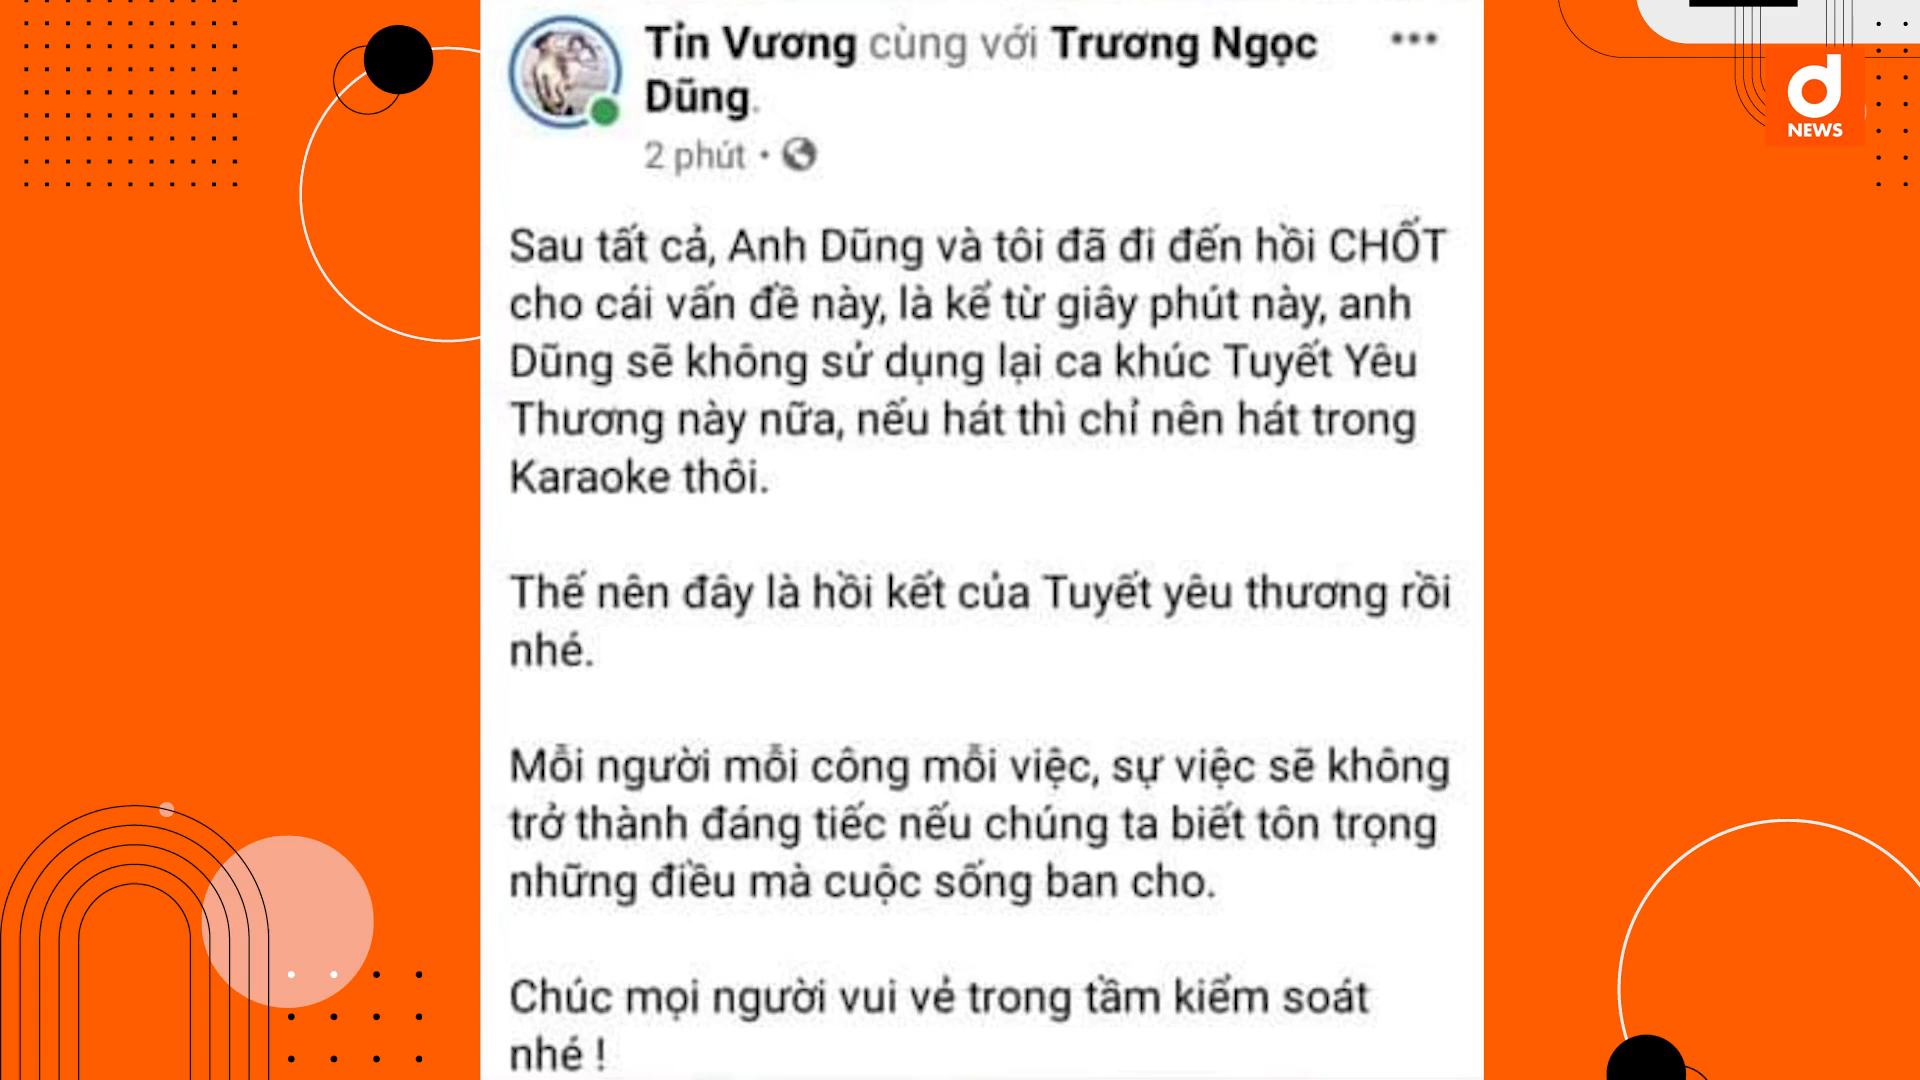 Tỉn Vương cùng với Trương Ngọc
Dũng.
2 phút
d
NEWS
Sau tất cả, Anh Dũng và tôi đã đi đến hồi CHỐT
cho cái vấn đề này, là kể từ giây phút này, anh
Dũng sẽ không sử dụng lại ca khúc Tuyết Yêu
Thương này nữa, nếu hát thì chỉ nên hát trong
Karaoke thôi.
Thế nên đây là hồi kết của Tuyết yêu thương rồi
nhé.
Mỗi người mỗi công mỗi việc, sự việc sẽ không
trở thành đáng tiếc nếu chúng ta biết tôn trọng
những điều mà cuộc sống ban cho.
Chúc mọi người vui vẻ trong tầm kiểm soát
nhé !